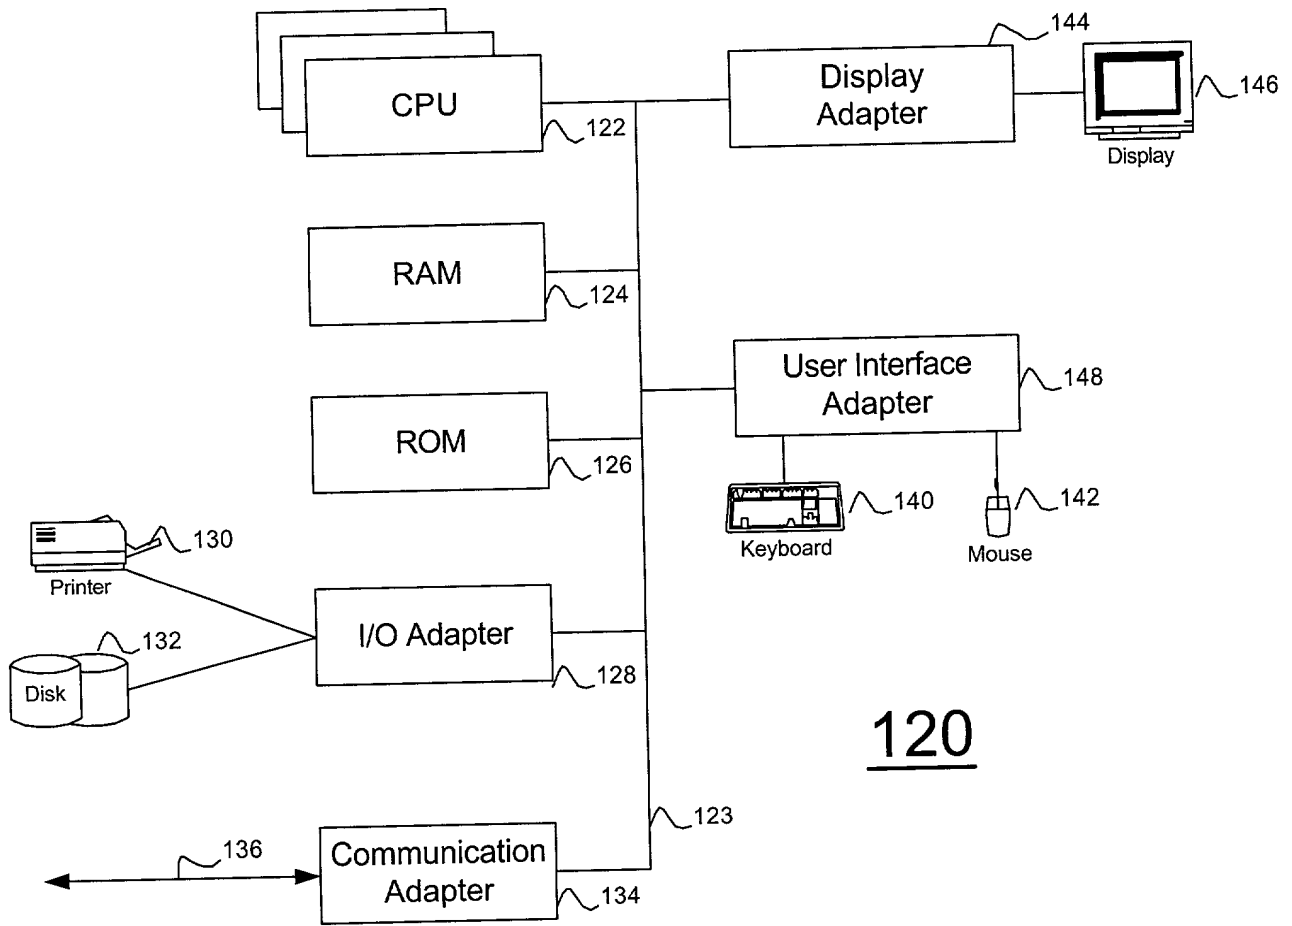 144
CPU
Display
Adapter
146
122
Display
RAM
124
User Interface
Adapter
148
ROM
126
140
142
Keyboard
Mouse
130
Printer
132
I/O Adapter
Disk
128
120
123
136
Communication
Adapter
134